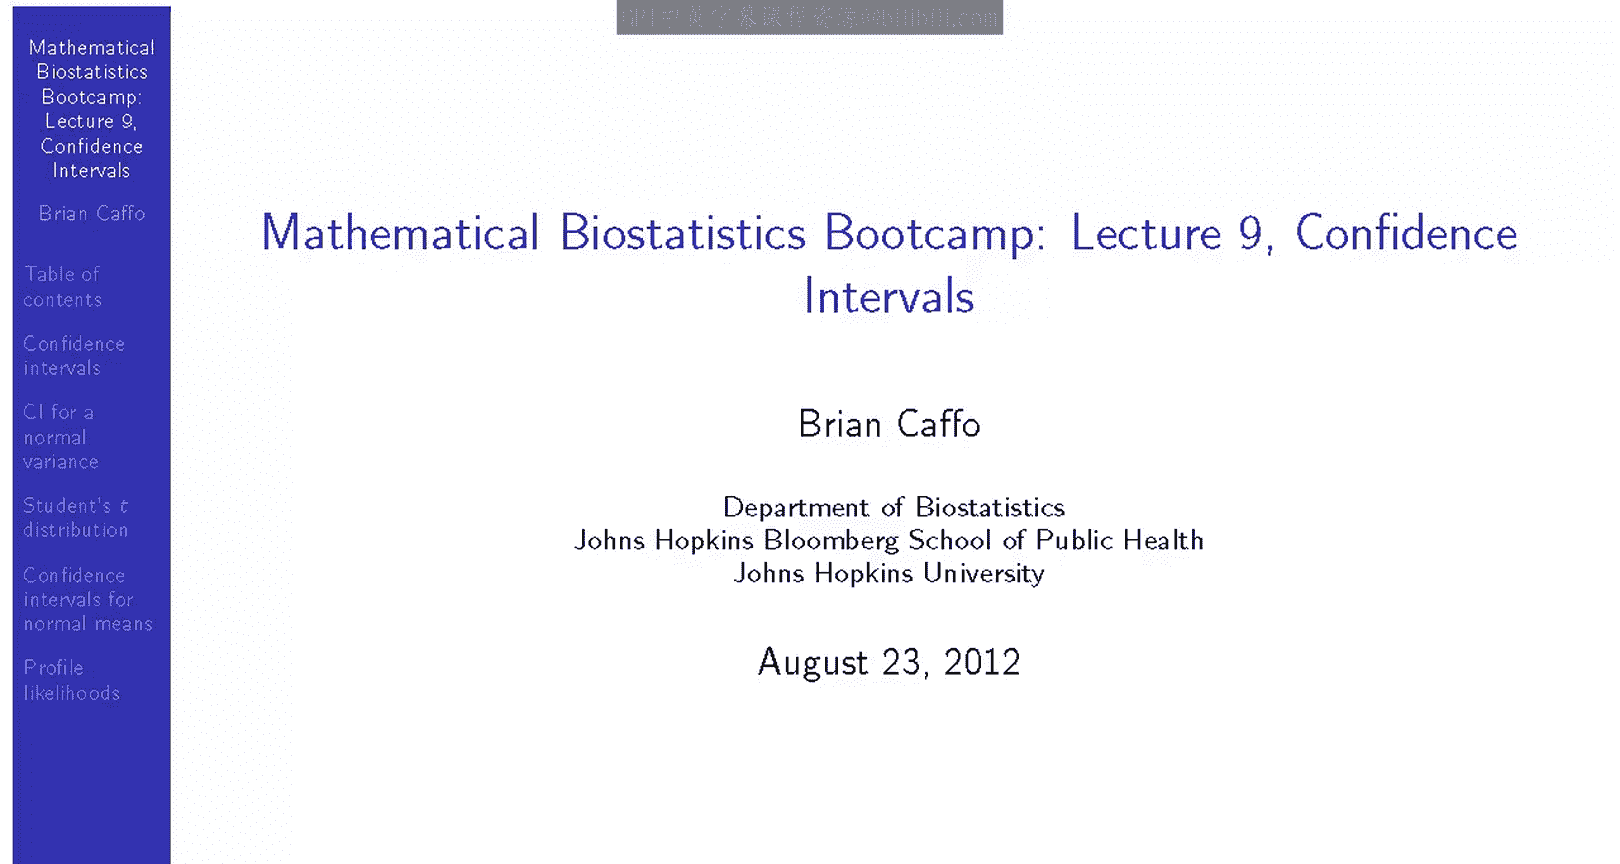 Mathematical
Biostatistics
Bootcamp:
Lecture 9,
Confidence
Intervals
Brian Caffo
Table of
contents
Confidence
intervals
CI for a
normal
variance
Student's t
distribution
Confidence
intervals for
normal means
Profile
likelihoods
Mathematical Biostatistics Bootcamp: Lecture 9, Confidence
Intervals
Brian Caffo
Department of Biostatistics
Johns Hopkins Bloomberg School of Public Health
Johns Hopkins University
August 23, 2012